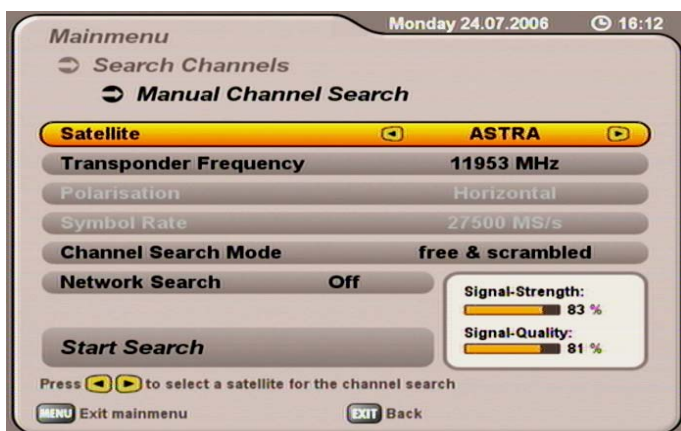 Monday 24.07.2006 16:12
Mainmenu
Search Channels
Manual Channel Search
Satellite ASTRA
Transponder Frequency 11953 MHz
Polarisation Horizontal
Symbol Rate 27500 MS/s
Channel Search Mode free & scrambled
Network Search Off
Signal-Strength:
83 %
Signal-Quality:
81 %
Start Search
Press to select a satellite for the channel search
MENU Exit mainmenu EXIT Back